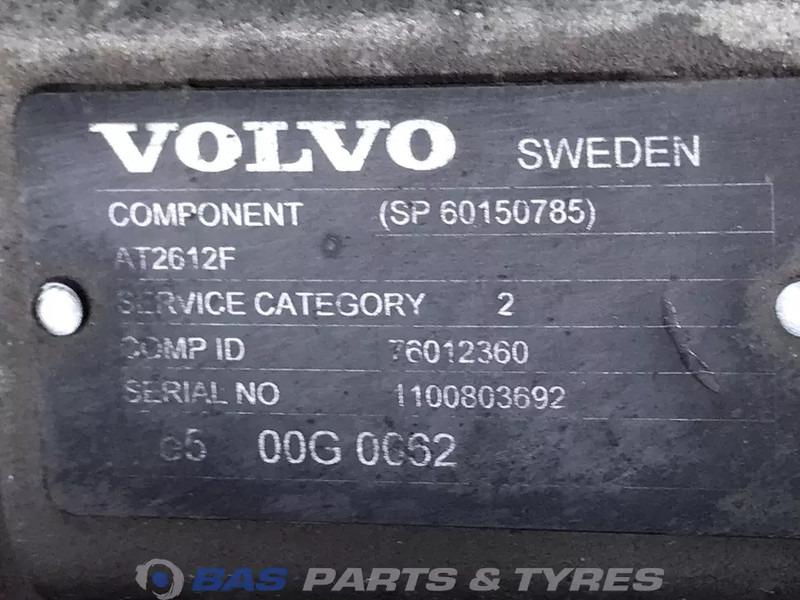 VOLVO SWEDEN
COMPONENT (SP 60150785)
AT2612F
SERVICE CATEGORY 2
COMP ID 76012360
SERIAL NO 1100803692
e5 00G 0062
BAS PARTS & TYRES